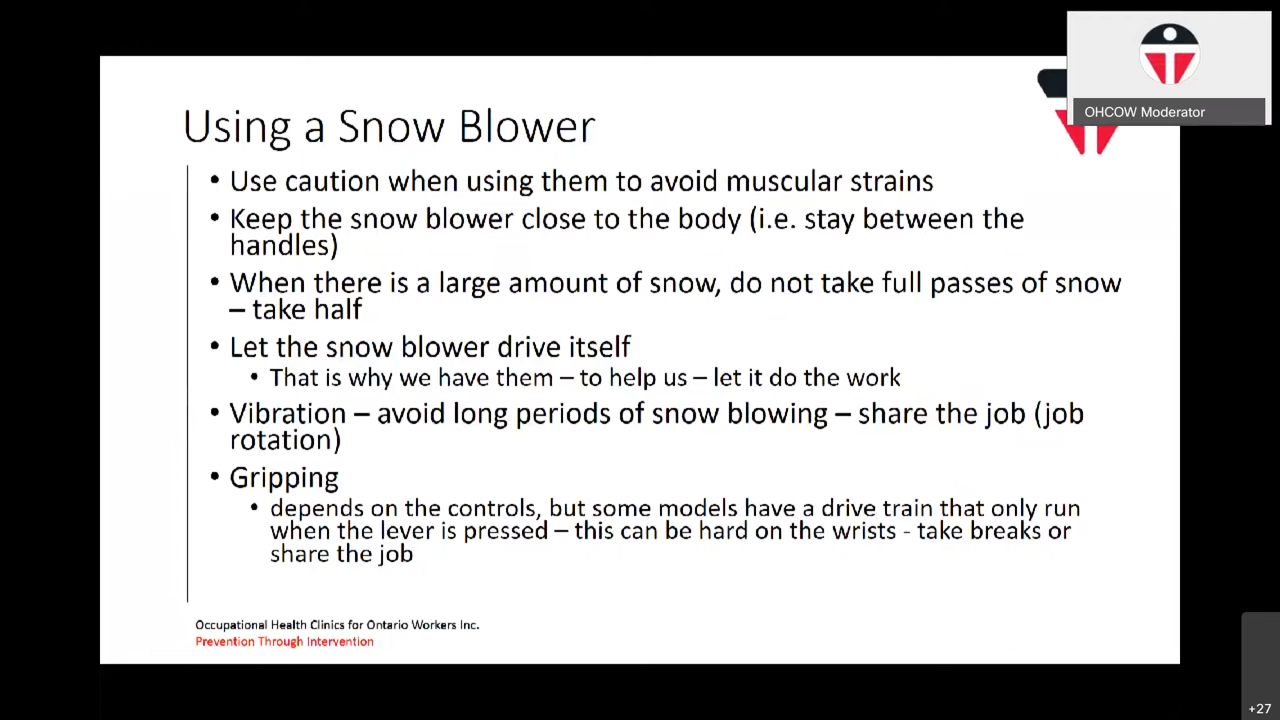 OHCOW Moderator
Using a Snow Blower
• Use caution when using them to avoid muscular strains
• Keep the snow blower close to the body (i.e. stay between the
handles)
• When there is a large amount of snow, do not take full passes of snow
– take half
• Let the snow blower drive itself
• That is why we have them – to help us – let it do the work
• Vibration – avoid long periods of snow blowing – share the job (job
rotation)
• Gripping
• depends on the controls, but some models have a drive train that only run
when the lever is pressed – this can be hard on the wrists - take breaks or
share the job
Occupational Health Clinics for Ontario Workers Inc.
Prevention Through Intervention
+27